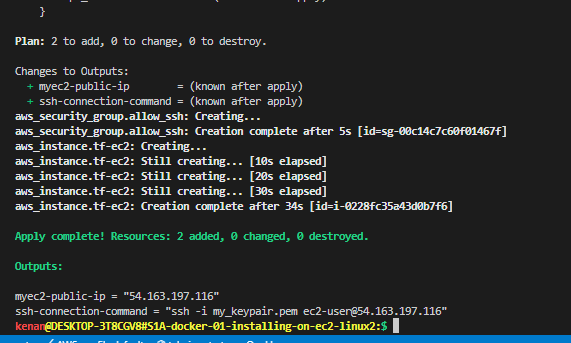 }
Plan: 2 to add, 0 to change, 0 to destroy.
Changes to Outputs:
+ myec2-public-ip = (known after apply)
+ ssh-connection-command = (known after apply)
aws_security_group.allow_ssh: Creating...
aws_security_group.allow_ssh: Creation complete after 5s [id=sg-00c14c7c60f01467f]
aws_instance.tf-ec2: Creating...
aws_instance.tf-ec2: Still creating... [10s elapsed]
aws_instance.tf-ec2: Still creating... [20s elapsed]
aws_instance.tf-ec2: Still creating... [30s elapsed]
aws_instance.tf-ec2: Creation complete after 34s [id=i-0228fc35a43d0b7f6]
Apply complete! Resources: 2 added, 0 changed, 0 destroyed.
Outputs:
myec2-public-ip = "54.163.197.116"
ssh-connection-command = "ssh -i my_keypair.pem ec2-user@54.163.197.116"
kenan@DESKTOP-3T8CGV8#S1A-docker-01-installing-on-ec2-linux2:$